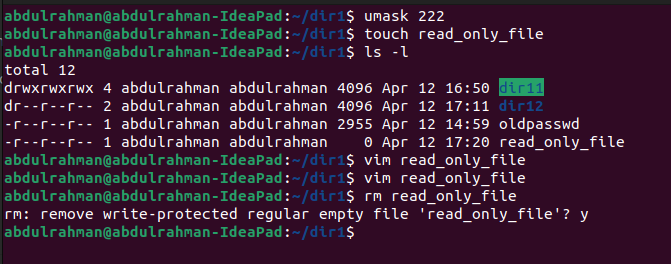 abdulrahman@abdulrahman-IdeaPad:~/dir1$ umask 222
abdulrahman@abdulrahman-IdeaPad:~/dir1$ touch read_only_file
abdulrahman@abdulrahman-IdeaPad:~/dir1$ ls -l
total 12
drwxrwxrwx 4 abdulrahman abdulrahman 4096 Apr 12 16:50 dir11
dr--r--r-- 2 abdulrahman abdulrahman 4096 Apr 12 17:11 dir12
-r--r--r-- 1 abdulrahman abdulrahman 2955 Apr 12 14:59 oldpasswd
-r--r--r-- 1 abdulrahman abdulrahman    0 Apr 12 17:20 read_only_file
abdulrahman@abdulrahman-IdeaPad:~/dir1$ vim read_only_file
abdulrahman@abdulrahman-IdeaPad:~/dir1$ vim read_only_file
abdulrahman@abdulrahman-IdeaPad:~/dir1$ rm read_only_file
rm: remove write-protected regular empty file 'read_only_file'? y
abdulrahman@abdulrahman-IdeaPad:~/dir1$